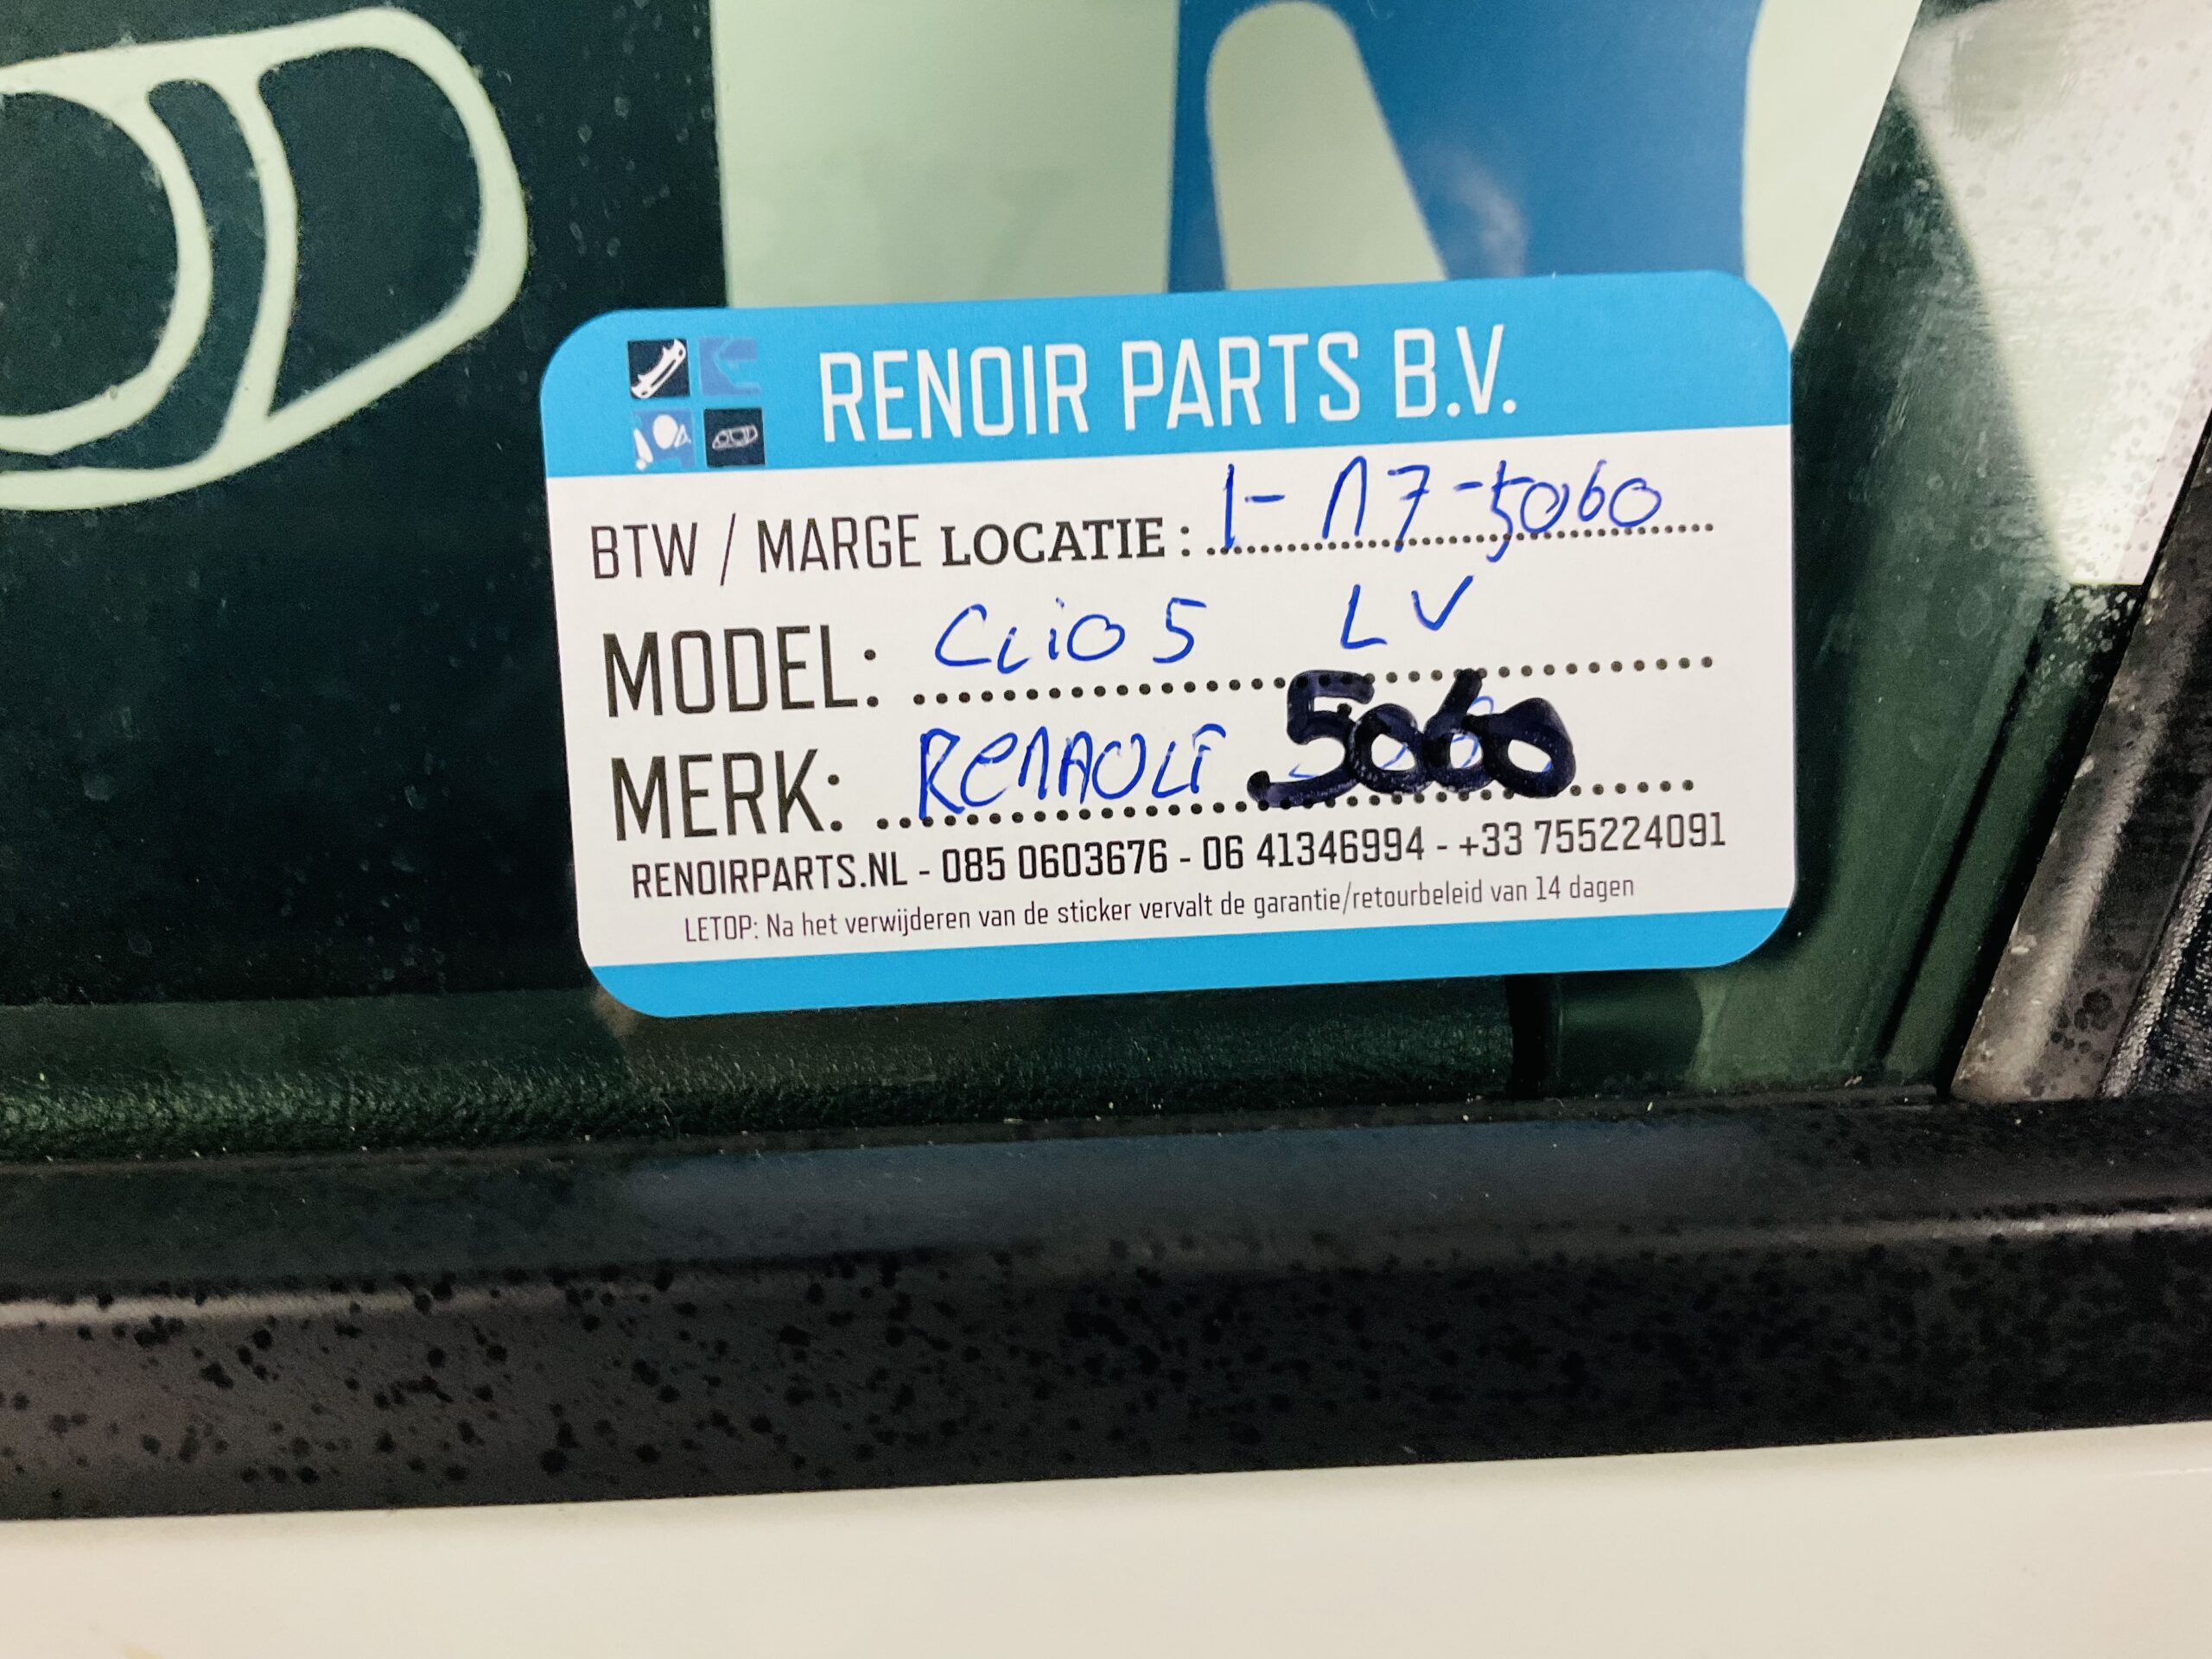 RENOIR PARTS B.V.
BTW / MARGE LOCATIE : 1- A7-5060
MODEL: Clio 5 LV
MERK: RENAULT 5060
RENOIRPARTS.NL - 085 0603676 - 06 41346994 - +33 755224091
LETOP: Na het verwijderen van de sticker vervalt de garantie/retourbeleid van 14 dagen